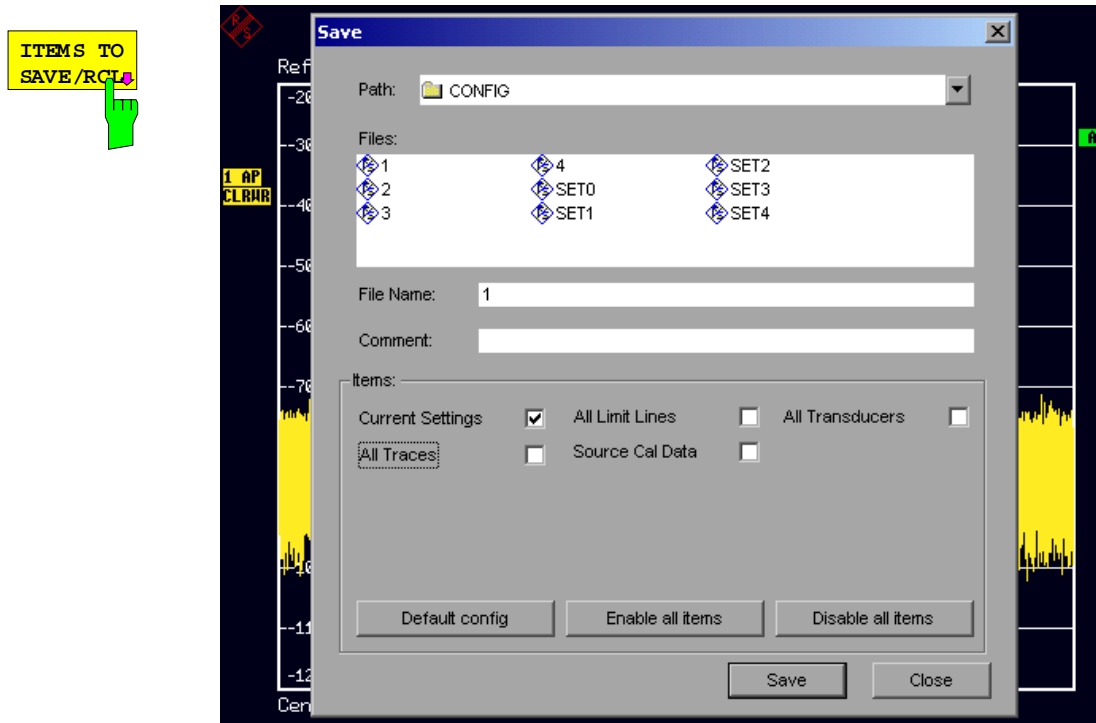 ITEMS TO
SAVE/RCL
R
S
Save
Ref
Path: CONFIG
-20
Files:
-30
1 4 SET2
1 AP
2 SET0 SET3
CLRWR
-40
3 SET1 SET4
-50
File Name: 1
-60
Comment:
-70
Items:
Current Settings All Limit Lines All Transducers
All Traces Source Cal Data
Default config Enable all items Disable all items
-11
-12
Save Close
Cen